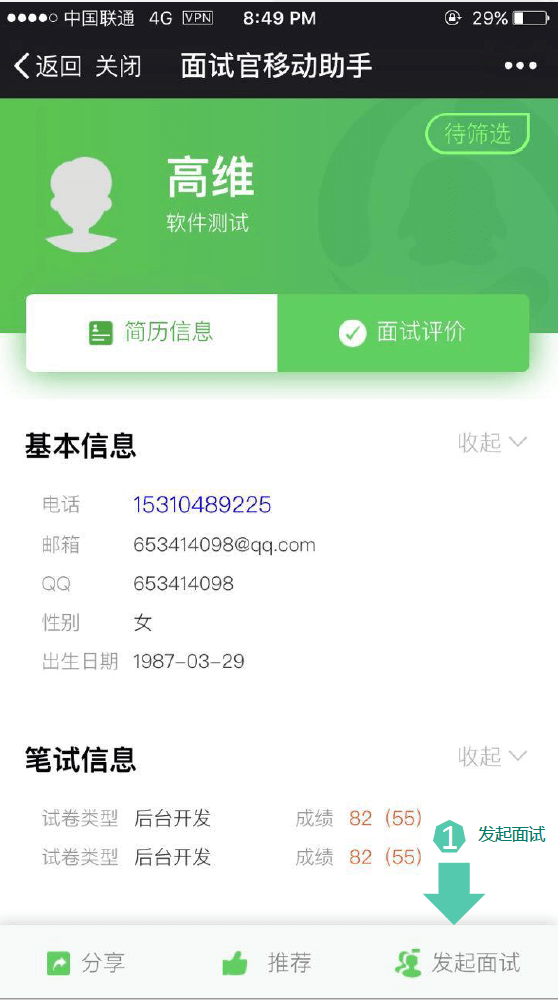 中国联通 4G VPN 8:49 PM 29%
返回 关闭 面试官移动助手
待筛选
高维
软件测试
简历信息 面试评价
基本信息 收起
电话 15310489225
邮箱 653414098@qq.com
QQ 653414098
性别 女
出生日期 1987-03-29
笔试信息 收起
试卷类型 后台开发 成绩 82 (55)
试卷类型 后台开发 成绩 82 (55)
1 发起面试
分享 推荐 发起面试